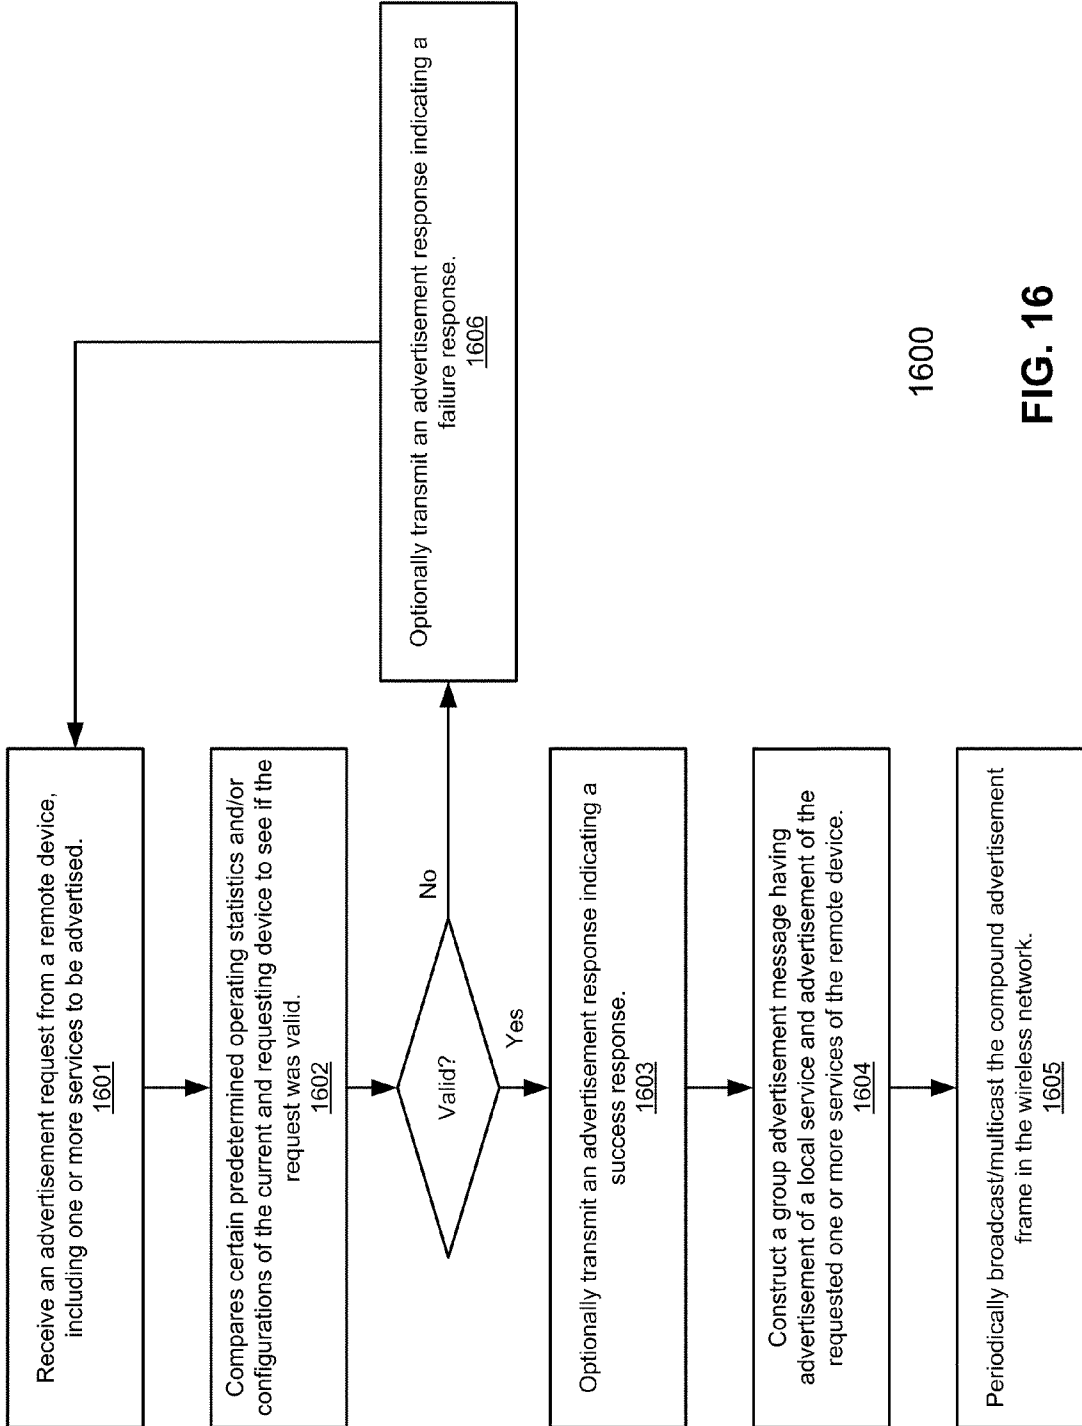 Receive an advertisement request from a remote device,
including one or more services to be advertised.
1601
Compares certain predetermined operating statistics and/or
configurations of the current and requesting device to see if the
request was valid.
1602
Valid?
No
Yes
Optionally transmit an advertisement response indicating a
failure response.
1606
Optionally transmit an advertisement response indicating a
success response.
1603
Construct a group advertisement message having
advertisement of a local service and advertisement of the
requested one or more services of the remote device.
1604
Periodically broadcast/multicast the compound advertisement
frame in the wireless network.
1605
1600
FIG. 16